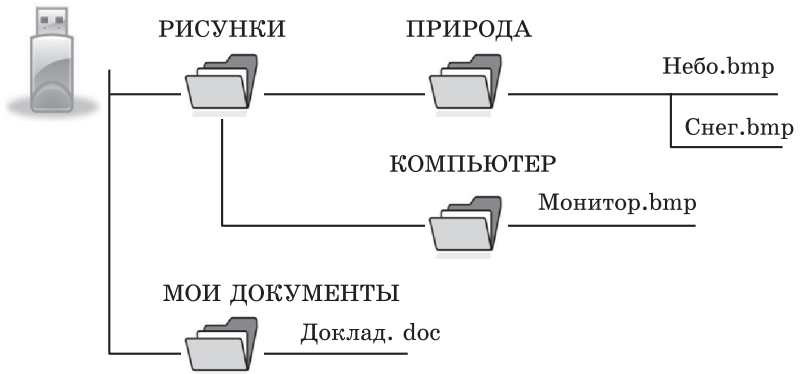 РИСУНКИ
ПРИРОДА
Небо.bmp
Снег.bmp
КОМПЬЮТЕР
Монитор.bmp
МОИ ДОКУМЕНТЫ
Доклад. doc